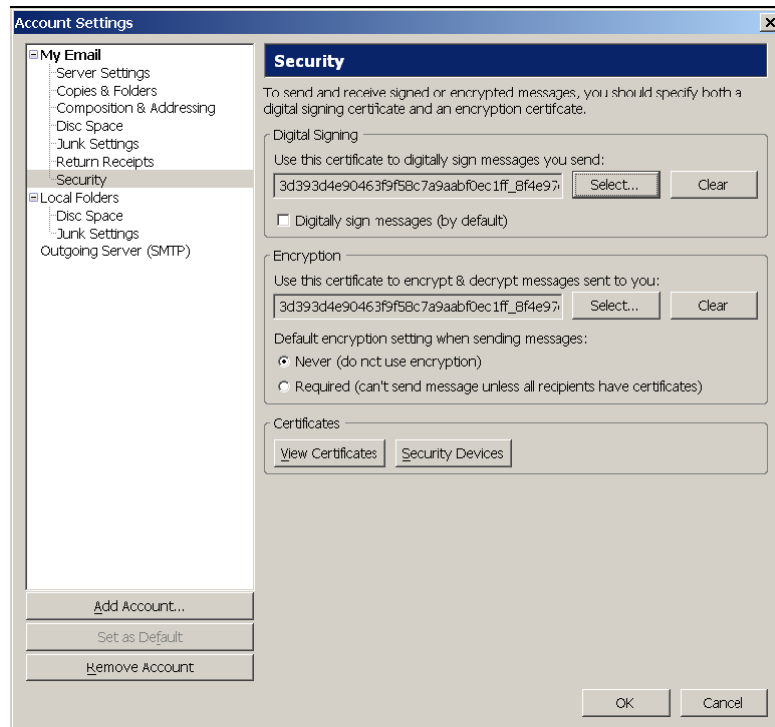 Account Settings
My Email
Server Settings
Copies & Folders
Composition & Addressing
Disc Space
Junk Settings
Return Receipts
Security
Local Folders
Disc Space
Junk Settings
Outgoing Server (SMTP)
Add Account...
Set as Default
Remove Account
Security
To send and receive signed or encrypted messages, you should specify both a
digital signing certificate and an encryption certifcate.
Digital Signing
Use this certificate to digitally sign messages you send:
3d393d4e90463f9f58c7a9aabf0ec1ff_8f4e97
Select...
Clear
Digitally sign messages (by default)
Encryption
Use this certificate to encrypt & decrypt messages sent to you:
3d393d4e90463f9f58c7a9aabf0ec1ff_8f4e97
Select...
Clear
Default encryption setting when sending messages:
Never (do not use encryption)
Required (can't send message unless all recipients have certificates)
Certificates
View Certificates
Security Devices
OK
Cancel